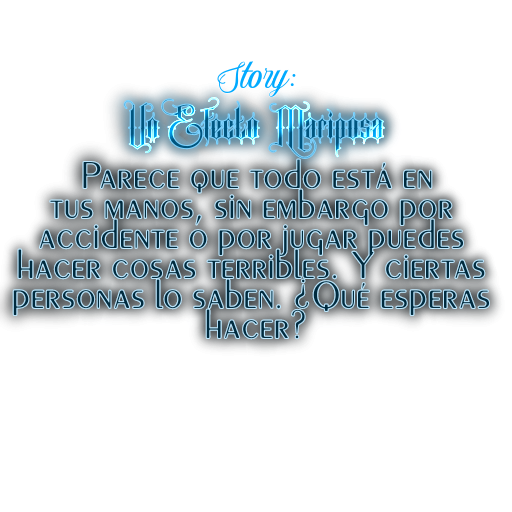 Story:
Un Efecto Mariposa
Parece que todo está en
tus manos, sin embargo por
accidente o por jugar puedes
hacer cosas terribles. Y ciertas
personas lo saben. ¿Qué esperas
hacer?